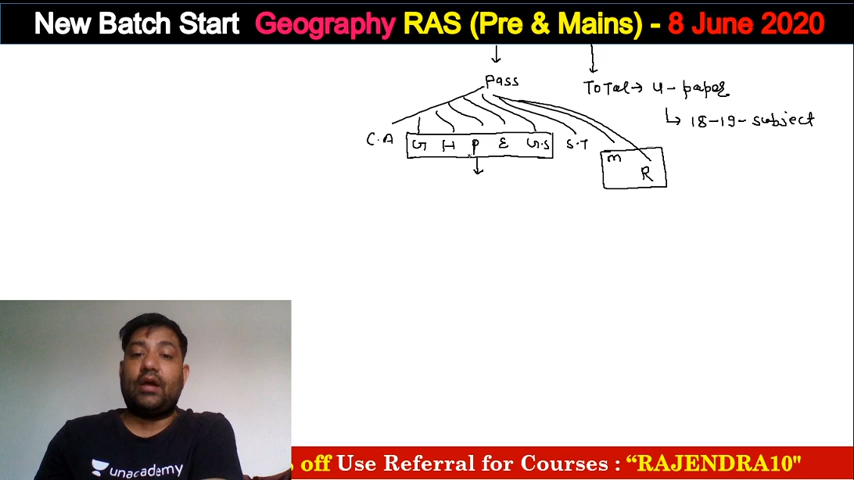 New Batch Start Geography RAS (Pre & Mains) - 8 June 2020
Pass
Total → 4 - paper
↳ 18-19-subject
C.A G H P E G.S S.T m
R
unacademy
off Use Referral for Courses : “RAJENDRA10"